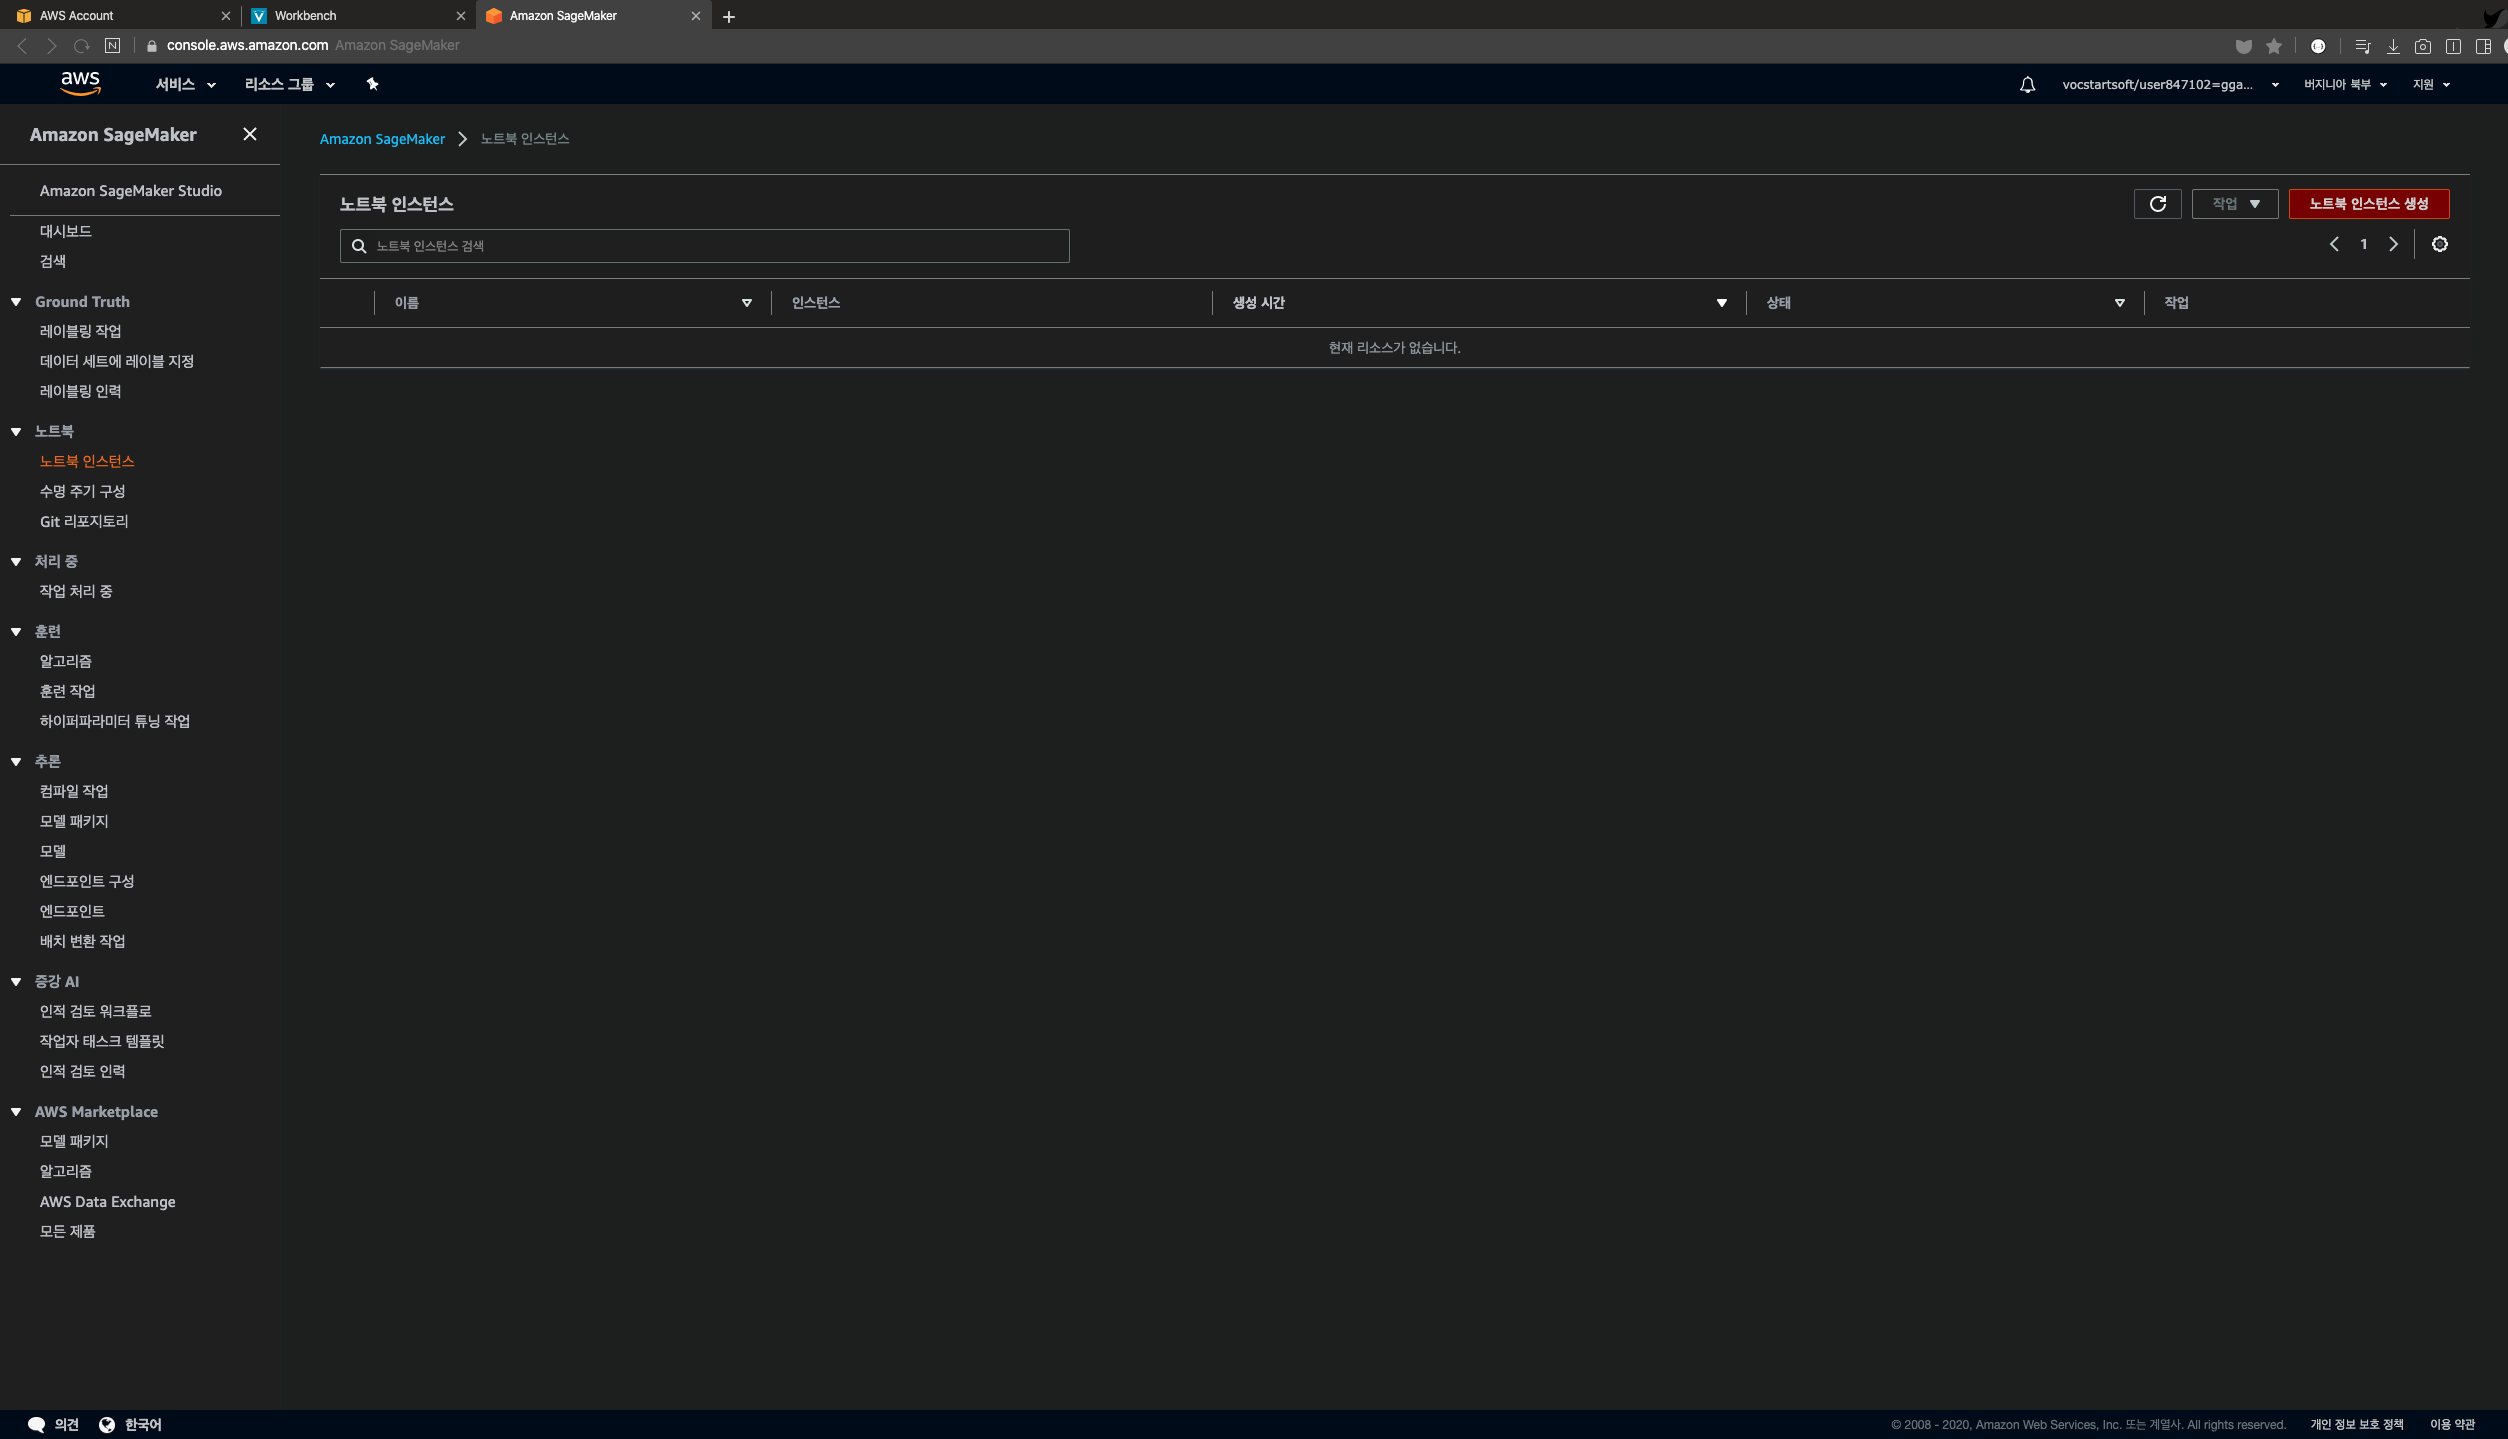 AWS Account
Workbench
Amazon SageMaker
console.aws.amazon.com Amazon SageMaker
aws
서비스
리소스 그룹
vocstartsoft/user847102=gga...
버지니아 북부
지원
Amazon SageMaker
Amazon SageMaker Studio
대시보드
검색
Ground Truth
레이블링 작업
데이터 세트에 레이블 지정
레이블링 인력
노트북
노트북 인스턴스
수명 주기 구성
Git 리포지토리
처리 중
작업 처리 중
훈련
알고리즘
훈련 작업
하이퍼파라미터 튜닝 작업
추론
컴파일 작업
모델 패키지
모델
엔드포인트 구성
엔드포인트
배치 변환 작업
증강 AI
인적 검토 워크플로
작업자 태스크 템플릿
인적 검토 인력
AWS Marketplace
모델 패키지
알고리즘
AWS Data Exchange
모든 제품
Amazon SageMaker
노트북 인스턴스
노트북 인스턴스
작업
노트북 인스턴스 생성
노트북 인스턴스 검색
1
이름
인스턴스
생성 시간
상태
작업
현재 리소스가 없습니다.
의견
한국어
© 2008 - 2020, Amazon Web Services, Inc. 또는 계열사. All rights reserved.
개인 정보 보호 정책
이용 약관